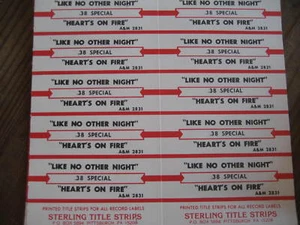 "LIKE NO OTHER NIGHT" "LIKE NO OTHER NIGHT"
.38 SPECIAL .38 SPECIAL
"HEART'S ON FIRE" "HEART'S ON FIRE"
A&M 2831 A&M 2831
"LIKE NO OTHER NIGHT" "LIKE NO OTHER NIGHT"
.38 SPECIAL .38 SPECIAL
"HEART'S ON FIRE" "HEART'S ON FIRE"
A&M 2831 A&M 2831
"LIKE NO OTHER NIGHT" "LIKE NO OTHER NIGHT"
.38 SPECIAL .38 SPECIAL
"HEART'S ON FIRE" "HEART'S ON FIRE"
A&M 2831 A&M 2831
"LIKE NO OTHER NIGHT" "LIKE NO OTHER NIGHT"
.38 SPECIAL .38 SPECIAL
"HEART'S ON FIRE" "HEART'S ON FIRE"
A&M 2831 A&M 2831
"LIKE NO OTHER NIGHT" "LIKE NO OTHER NIGHT"
.38 SPECIAL .38 SPECIAL
"HEART'S ON FIRE" "HEART'S ON FIRE"
A&M 2831 A&M 2831
PRINTED TITLE STRIPS FOR ALL RECORD LABELS PRINTED TITLE STRIPS FOR ALL RECORD LABELS
STERLING TITLE STRIPS STERLING TITLE STRIPS
P.O. BOX PITTSBURGH, PA P.O. BOX PITTSBURGH, PA